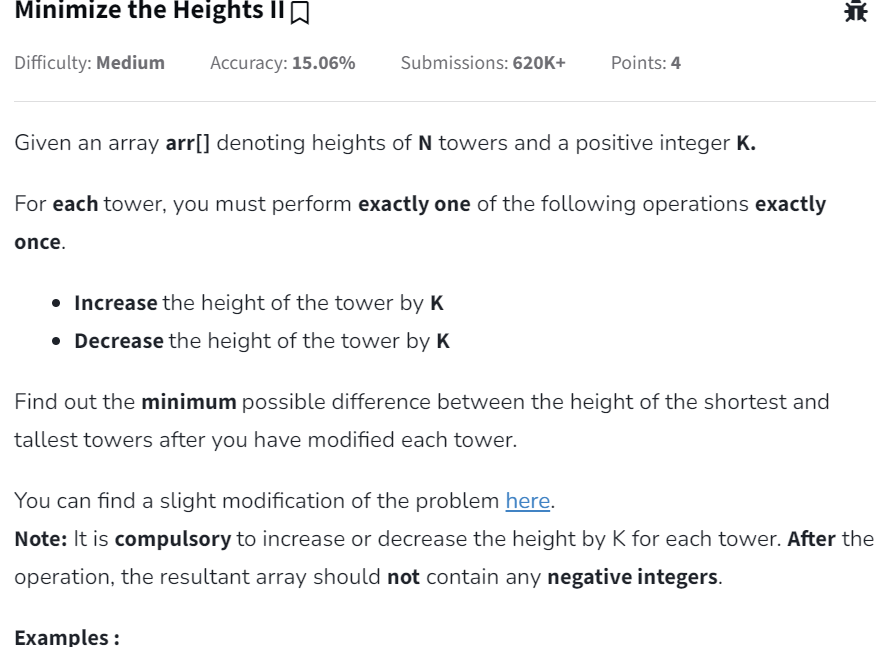 Minimize the Heights II
Difficulty: Medium Accuracy: 15.06% Submissions: 620K+ Points: 4
Given an array arr[] denoting heights of N towers and a positive integer K.
For each tower, you must perform exactly one of the following operations exactly
once.
• Increase the height of the tower by K
• Decrease the height of the tower by K
Find out the minimum possible difference between the height of the shortest and
tallest towers after you have modified each tower.
You can find a slight modification of the problem here.
Note: It is compulsory to increase or decrease the height by K for each tower. After the
operation, the resultant array should not contain any negative integers.
Examples :